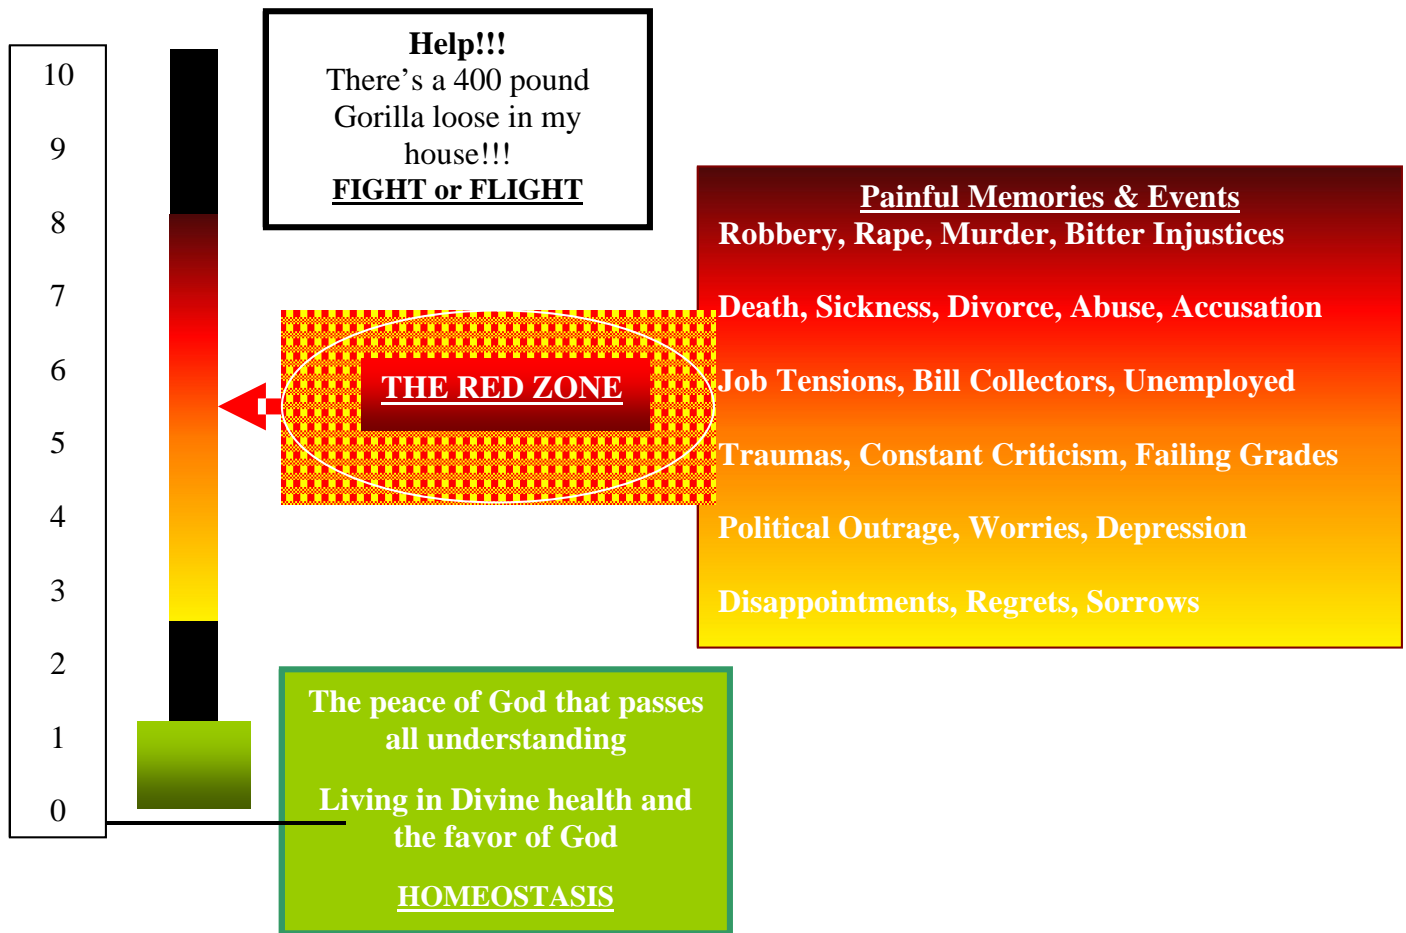 10
9
8
7
6
5
4
3
2
1
0
Help!!!
There’s a 400 pound
Gorilla loose in my
house!!!
FIGHT or FLIGHT
THE RED ZONE
Painful Memories & Events
Robbery, Rape, Murder, Bitter Injustices
Death, Sickness, Divorce, Abuse, Accusation
Job Tensions, Bill Collectors, Unemployed
Traumas, Constant Criticism, Failing Grades
Political Outrage, Worries, Depression
Disappointments, Regrets, Sorrows
The peace of God that passes
all understanding
Living in Divine health and
the favor of God
HOMEOSTASIS